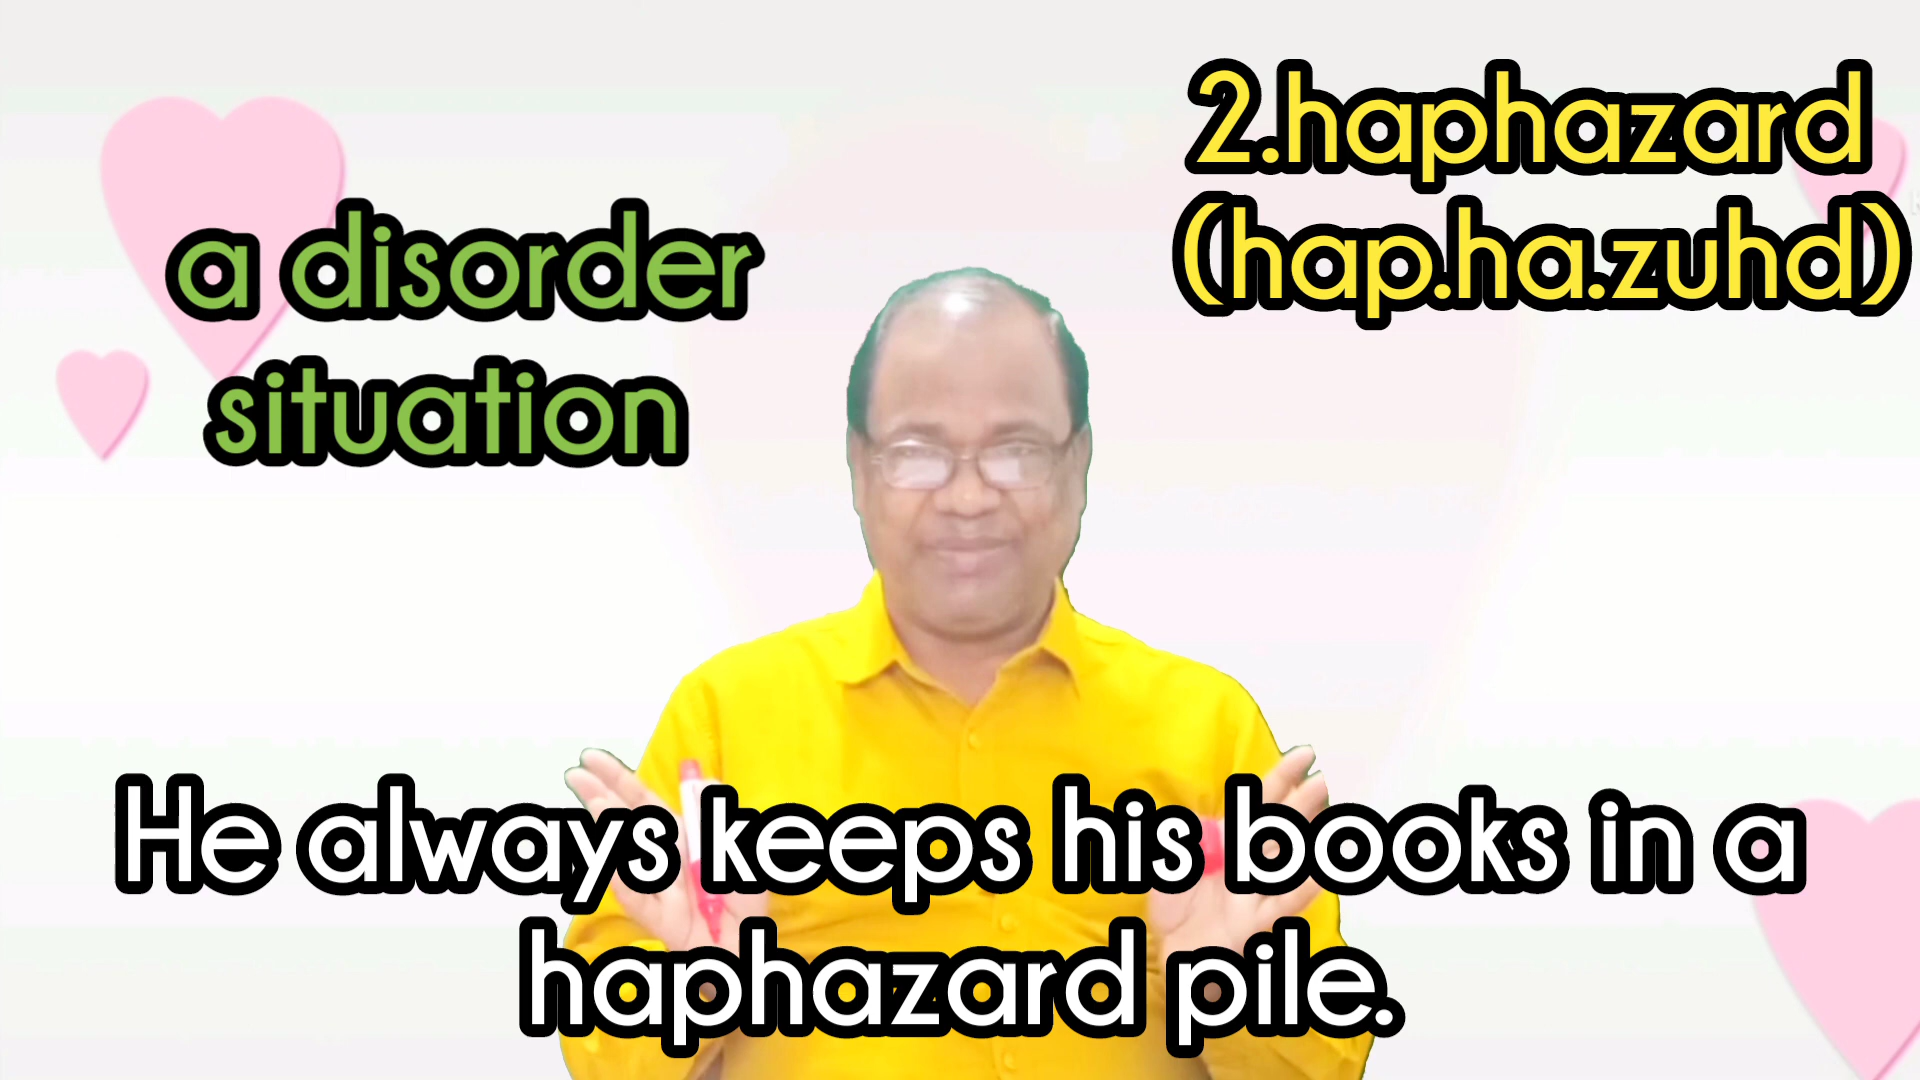 2.haphazard
(hap.ha.zuhd)
a disorder
situation
He always keeps his books in a
haphazard pile.